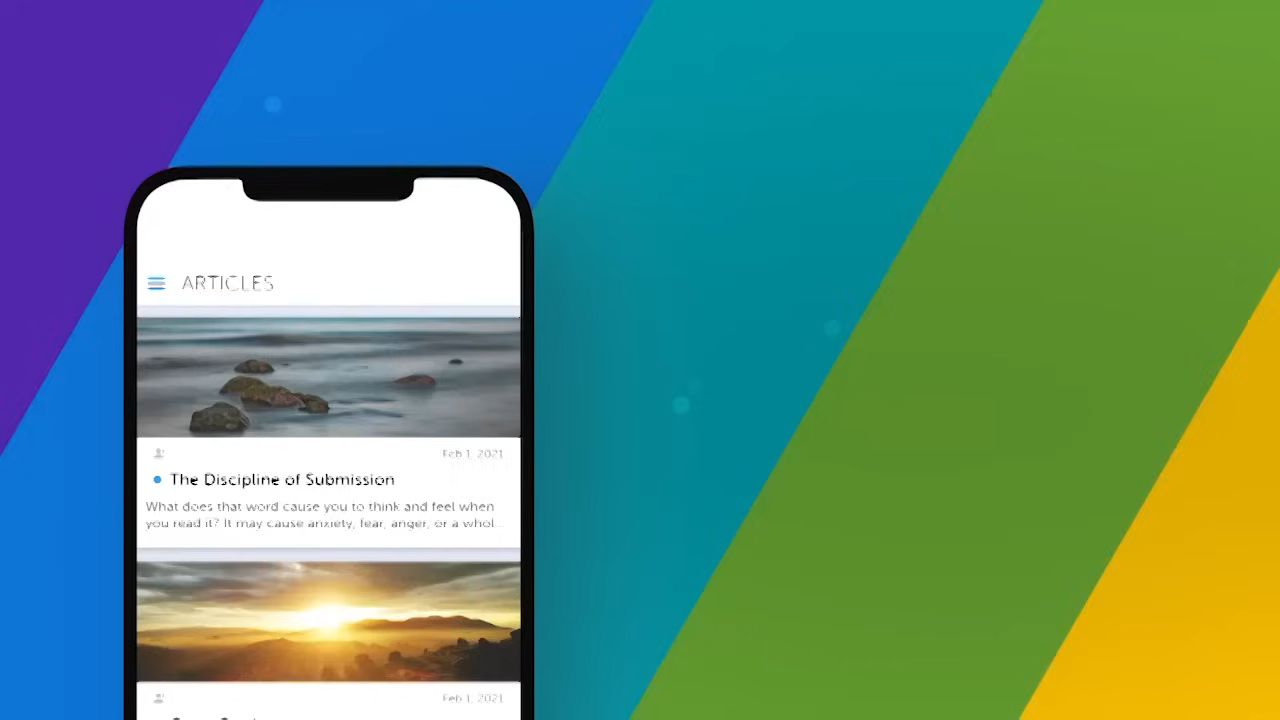 ARTICLES
Feb 1, 2021
The Discipline of Submission
What does that word cause you to think and feel when
you read it? It may cause anxiety, fear, anger, or a whol...
Feb 1, 2021